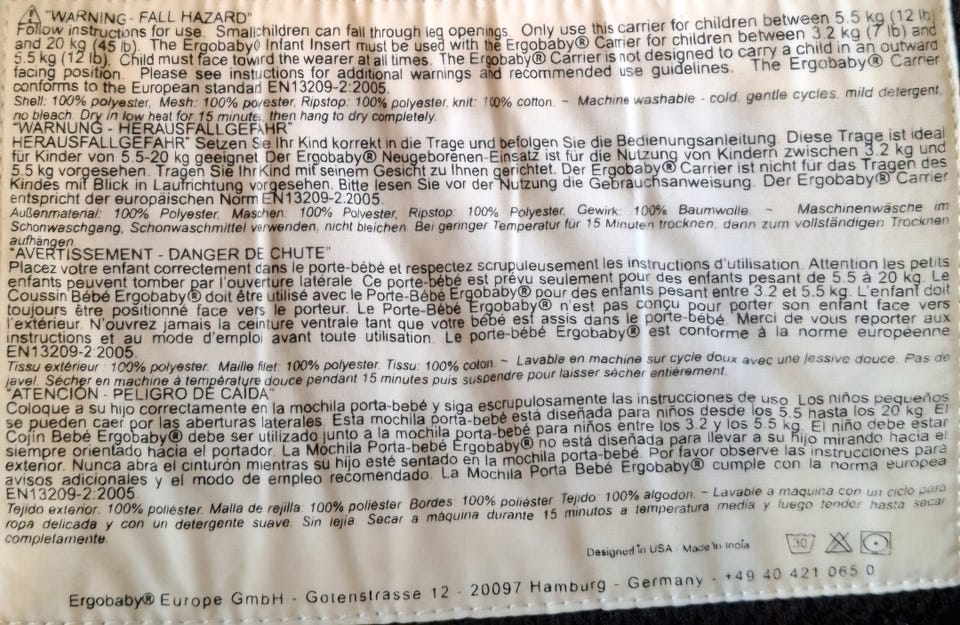 "WARNING - FALL HAZARD"
Follow instructions for use. Small children can fall through leg openings. Only use this carrier for children between 5.5 kg (12 lb)
and 20 kg (45 lb). The Ergobaby® Infant Insert must be used with the Ergobaby® Carrier for children between 3.2 kg (7 lb) and
5.5 kg (12 lb). Child must face toward the wearer at all times. The Ergobaby® Carrier is not designed to carry a child in an outward
facing position. Please see instructions for additional warnings and recommended use guidelines. The Ergobaby® Carrier
conforms to the European standard EN13209-2:2005.
Shell: 100% polyester, Mesh: 100% polyester, Ripstop: 100% polyester, knit: 100% cotton. ~ Machine washable - cold, gentle cycles, mild detergent,
no bleach. Dry in low heat for 15 minute, then hang to dry completely.
"WARNUNG - HERAUSFALLGEFAHR"
HERAUSFALLGEFAHR" Setzen Sie Ihr Kind korrekt in die Trage und befolgen Sie die Bedienungsanleitung. Diese Trage ist ideal
für Kinder von 5.5-20 kg geeignet Der Ergobaby® Neugeborenen-Einsatz ist für die Nutzung von Kindern zwischen 3.2 kg und
5.5 kg vorgesehen. Tragen Sie Ihr Kind mit seinem Gesicht zu Ihnen gerichtet. Der Ergobaby® Carrier ist nicht für das Tragen des
Kindes mit Blick in Laufrichtung vorgesehen. Bitte lesen Sie vor der Nutzung die Gebrauchsanweisung. Der Ergobaby® Carrier
entspricht der europäischen Norm EN13209-2:2005.
Außenmaterial: 100% Polyester, Maschen: 100% Polyester, Ripstop: 100% Polyester, Gewirk: 100% Baumwolle ~ Maschinenwäsche im
Schonwaschgang, Schonwaschmittel verwenden, nicht bleichen. Bei geringer Temperatur für 15 Minuten trocknen, dann zum vollständigen Trocknen
aufhängen
"AVERTISSEMENT - DANGER DE CHUTE"
Placez votre enfant correctement dans le porte-bébé et respectez scrupuleusement les instructions d'utilisation. Attention les petits
enfants peuvent tomber par l'ouverture latérale. Ce porte-bébé est prévu seulement pour des enfants pesant de 5.5 à 20 kg. Le
Coussin Bébé Ergobaby® doit être utilisé avec le Porte-Bébé Ergobaby® pour des enfants pesant entre 3.2 et 5.5 kg. L'enfant doit
toujours être positionné face vers le porteur. Le Porte-Bébé Ergobaby® n'est pas conçu pour porter son enfant face vers
l'extérieur. N'ouvrez jamais la ceinture ventrale tant que votre bébé est assis dans le porte-bébé. Merci de vous reporter aux
instructions et au mode d'emploi avant toute utilisation. Le porte-bébé Ergobaby® est conforme à la norme européenne
EN13209-2:2005.
Tissu extérieur: 100% polyester. Maille filet: 100% polyester. Tissu: 100% coton. ~ Lavable en machine sur cycle doux avec une lessive douce. Pas de
javel. Sécher en machine à température douce pendant 15 minutes puis suspendre pour laisser sécher entièrement.
"ATENCIÓN - PELIGRO DE CAÍDA"
Coloque a su hijo correctamente en la mochila porta-bebé y siga escrupulosamente las instrucciones de uso. Los niños pequeños
se pueden caer por las aberturas laterales. Esta mochila porta-bebé está diseñada para niños desde los 5.5 hasta los 20 kg. El
Cojín Bebé Ergobaby® debe ser utilizado junto a la mochila porta-bebé para niños entre los 3.2 y los 5.5 kg. El niño debe estar
siempre orientado hacia el portador. La Mochila Porta-bebé Ergobaby® no está diseñada para llevar a su hijo mirando hacia el
exterior. Nunca abra el cinturón mientras su hijo esté sentado en la mochila porta-bebé. Por favor observe las instrucciones para
avisos adicionales y el modo de empleo recomendado. La Mochila Porta Bebé Ergobaby® cumple con la norma europea
EN13209-2:2005
Tejido exterior: 100% poliéster. Malla de rejilla: 100% poliéster Bordes: 100% poliéster Tejido: 100% algodon. ~ Lavable a maquina con un ciclo para
ropa delicada y con un detergente suave. Sin lejía Secar a máquina durante 15 minutos a temperatura media y luego tender hasta secar
completamente.
Designed in USA - Made in India
30
Ergobaby® Europe GmbH - Gotenstrasse 12 - 20097 Hamburg - Germany - +49 40 421 065 0